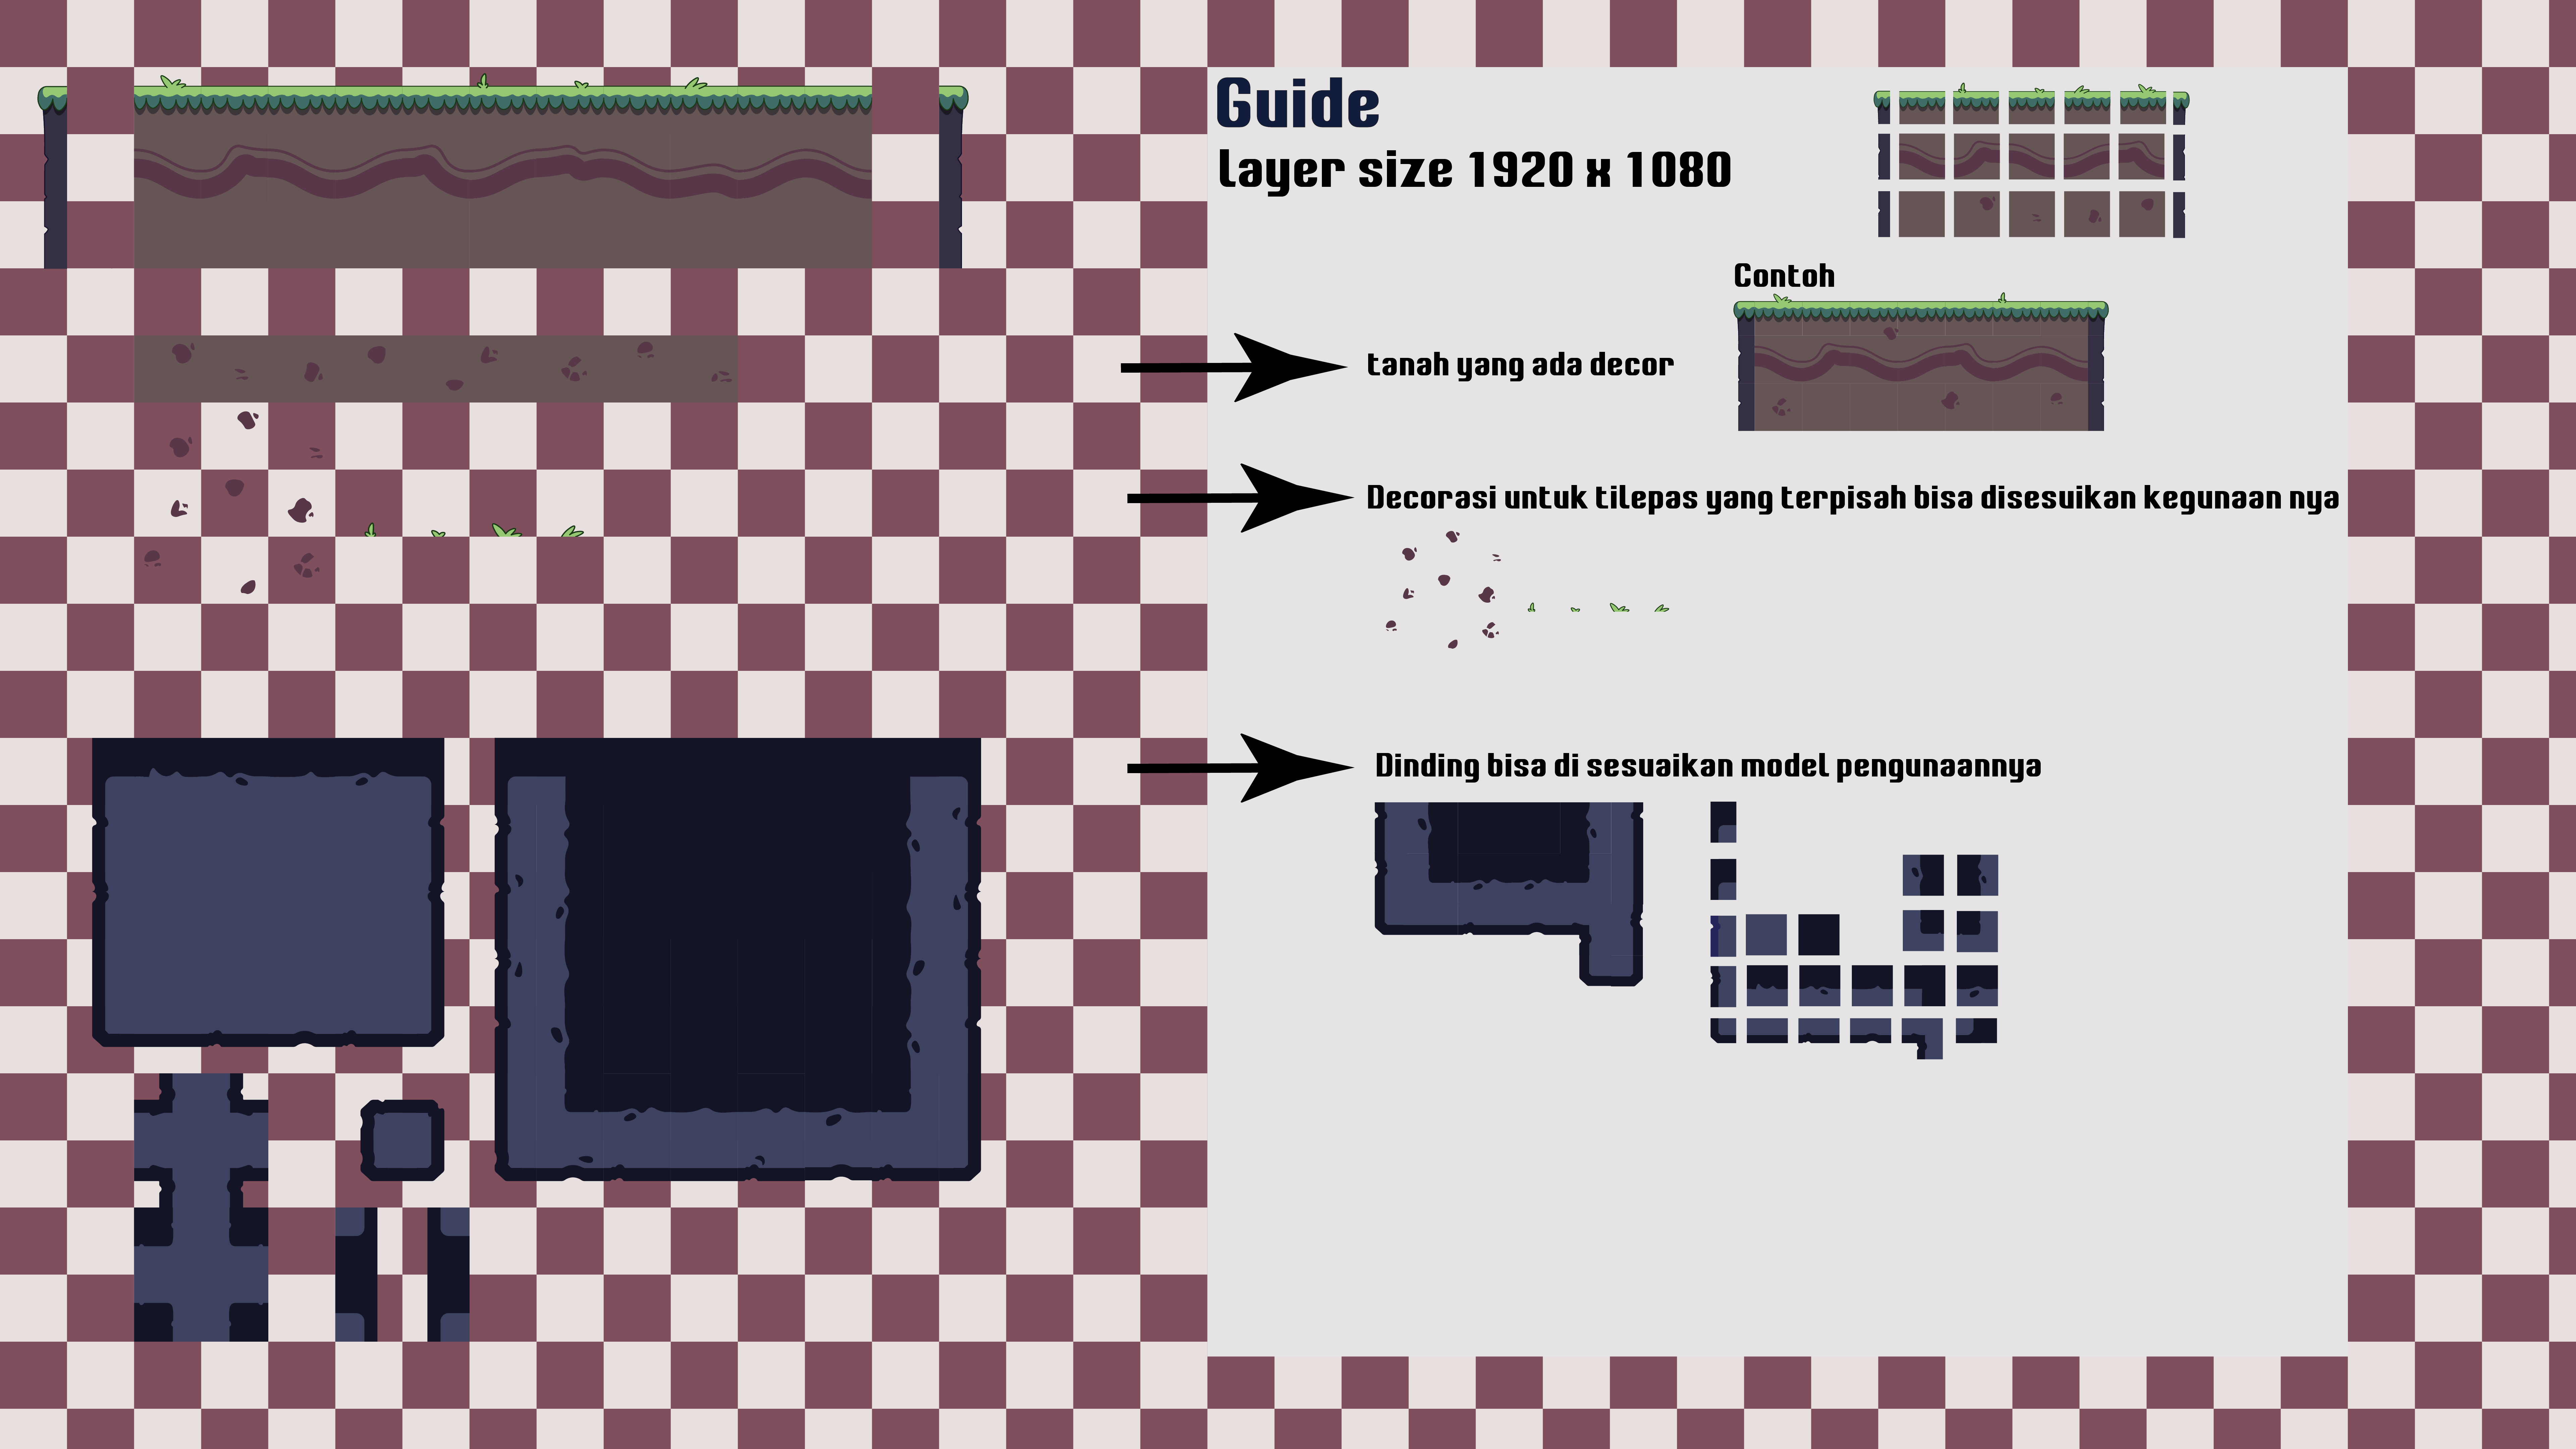 Guide
Layer size 1920 x 1080
Contoh
tanah yang ada decor
Decorasi untuk tilepas yang terpisah bisa disesuikan kegunaan nya
Dinding bisa di sesuaikan model pengunaannya